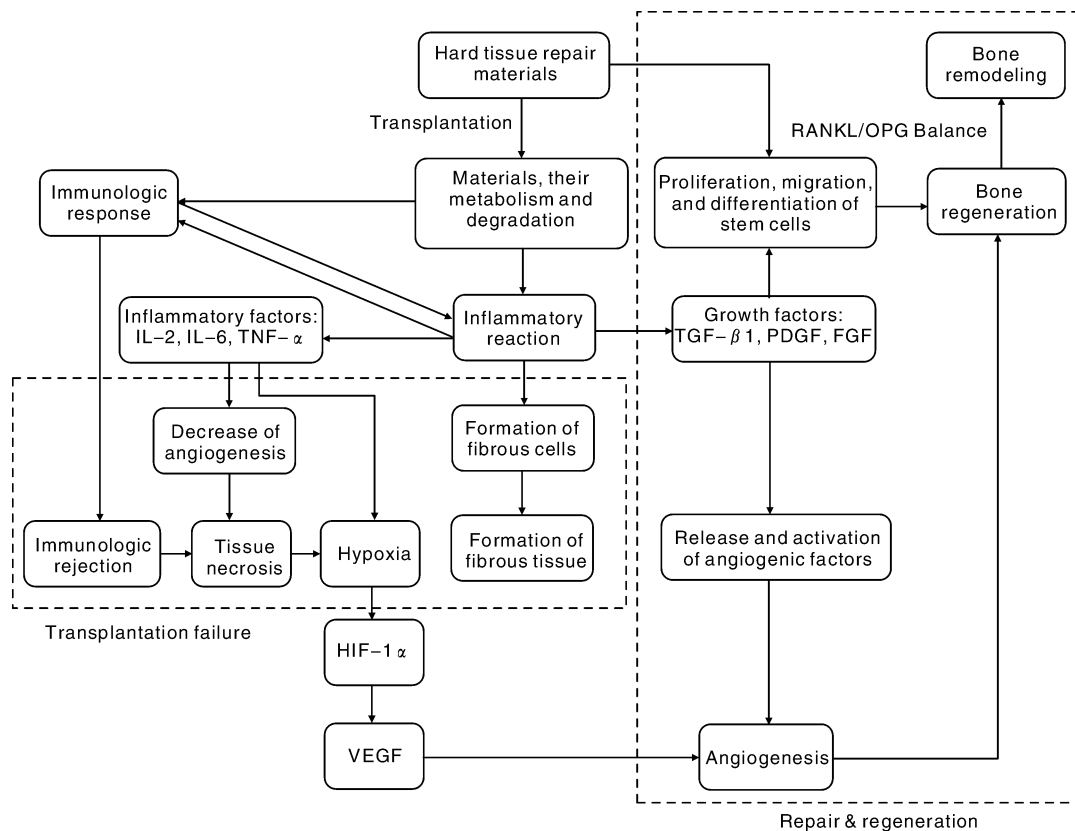 Hard tissue repair
materials
Bone
remodeling
Transplantation
RANKL/OPG Balance
Immunologic
response
Materials, their
metabolism and
degradation
Proliferation, migration,
and differentiation of
stem cells
Bone
regeneration
Inflammatory factors:
IL−2, IL−6, TNF−α
Inflammatory
reaction
Growth factors:
TGF−β1, PDGF, FGF
Decrease of
angiogenesis
Formation of
fibrous cells
Immunologic
rejection
Tissue
necrosis
Hypoxia
Formation of
fibrous tissue
Release and activation
of angiogenic factors
Transplantation failure
HIF−1α
VEGF
Angiogenesis
Repair & regeneration